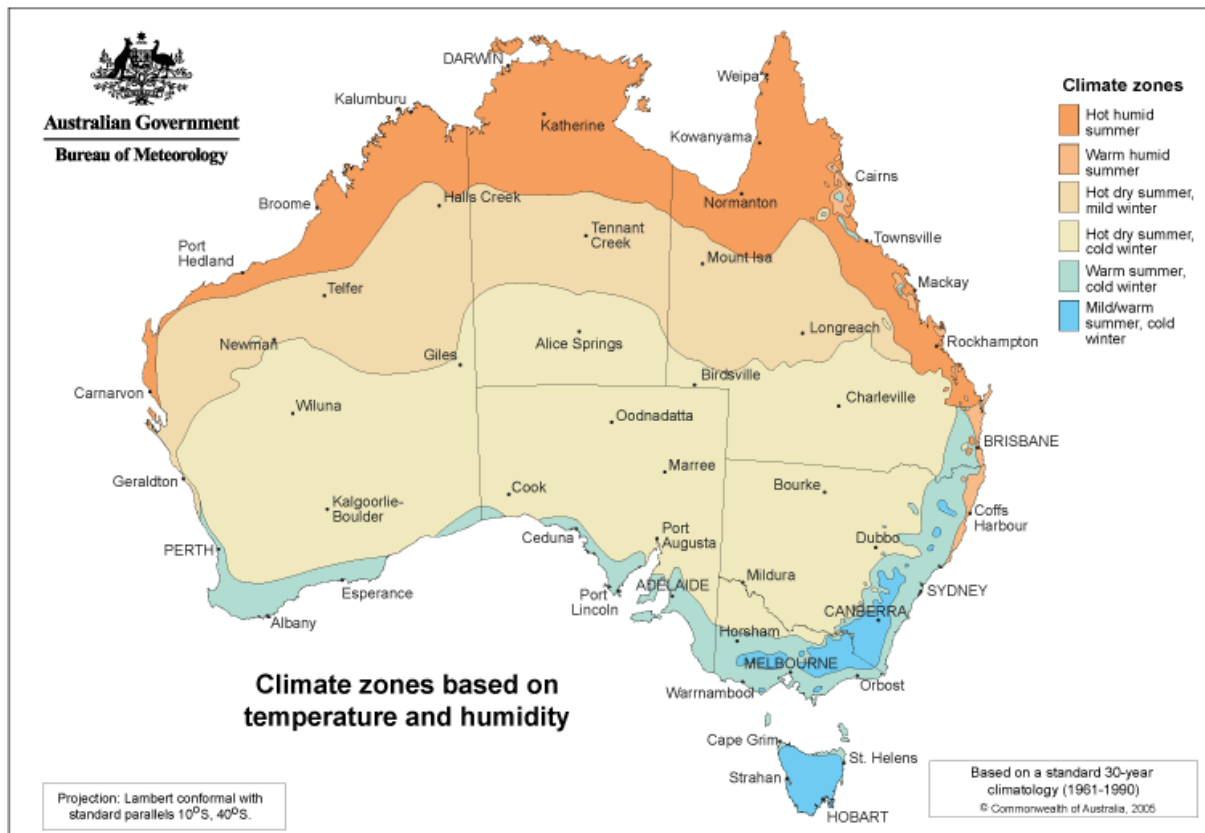 Australian Government
Bureau of Meteorology
DARWIN
Weipa
Kalumburu
Katherine
Kowanyama
Cairns
Broome
Halls Creek
Normanton
Tennant
Creek
Townsville
Port
Hedland
Mount Isa
Telfer
Mackay
Newman
Giles
Alice Springs
Longreach
Rockhampton
Carnarvon
Wiluna
Birdsville
Charleville
Oodnadatta
BRISBANE
Geraldton
Marree
Cook
Bourke
Kalgoorlie-
Boulder
Coffs
Harbour
PERTH
Ceduna
Port
Augusta
Dubbo
Esperance
Port
Lincoln
ADELAIDE
Mildura
SYDNEY
Albany
CANBERRA
Horsham
MELBOURNE
Warrnambool
Orbost
Cape Grim
St. Helens
Strahan
HOBART
Climate zones
Hot humid
summer
Warm humid
summer
Hot dry summer,
mild winter
Hot dry summer,
cold winter
Warm summer,
cold winter
Mild/warm
summer, cold
winter
Climate zones based on
temperature and humidity
Projection: Lambert conformal with
standard parallels 10°S, 40°S.
Based on a standard 30-year
climatology (1961-1990)
© Commonwealth of Australia, 2005